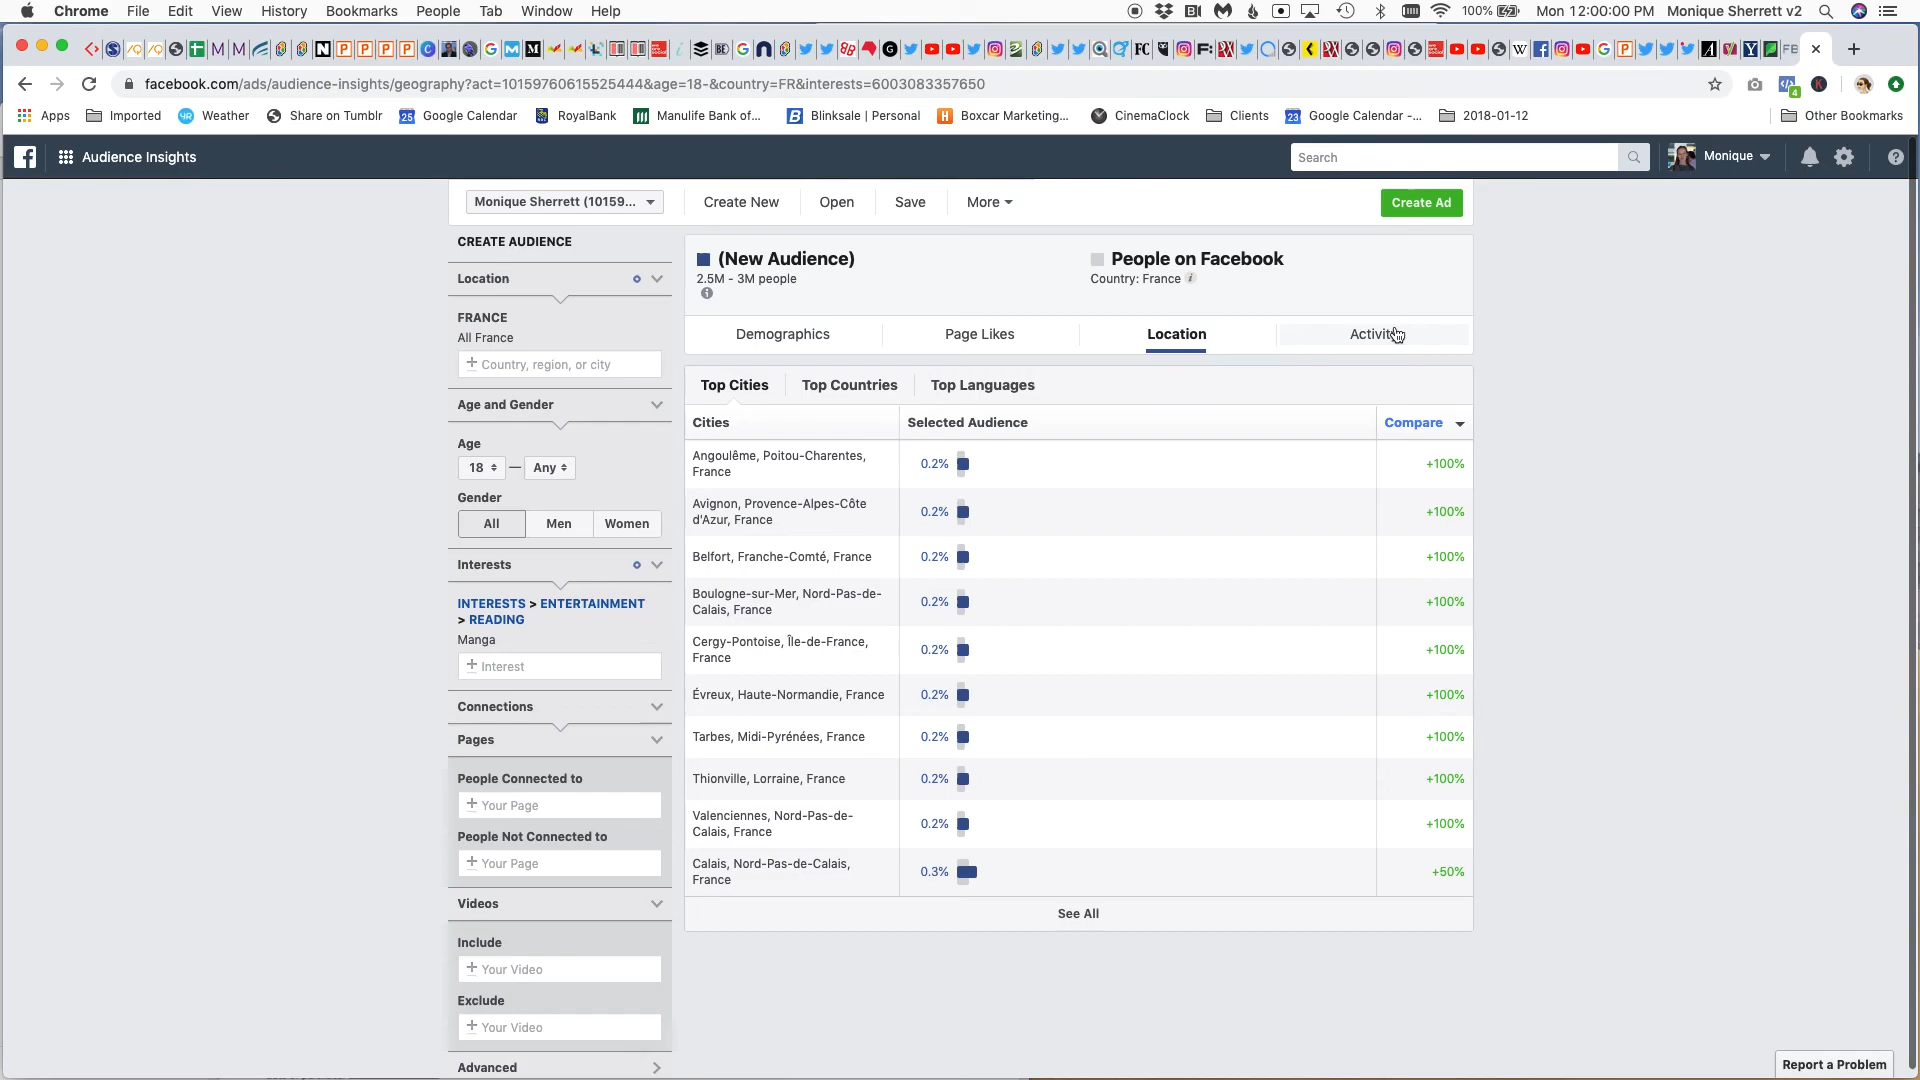 Chrome File Edit View History Bookmarks People Tab Window Help 100% Mon 12:00:00 PM Monique Sherrett v2
FB
facebook.com/ads/audience-insights/geography?act=10159760615525444&age=18-&country=FR&interests=6003083357650
Apps Imported Weather Share on Tumblr Google Calendar RoyalBank Manulife Bank of... Blinksale | Personal Boxcar Marketing... CinemaClock Clients Google Calendar -... 2018-01-12 Other Bookmarks
Audience Insights Search Monique
Monique Sherrett (10159... Create New Open Save More Create Ad
CREATE AUDIENCE
Location
FRANCE
All France
Country, region, or city
Age and Gender
Age
18 — Any
Gender
All Men Women
Interests
INTERESTS > ENTERTAINMENT
> READING
Manga
Interest
Connections
Pages
People Connected to
Your Page
People Not Connected to
Your Page
Videos
Include
Your Video
Exclude
Your Video
Advanced
(New Audience)
2.5M - 3M people
People on Facebook
Country: France
Demographics Page Likes Location Activity
Top Cities Top Countries Top Languages
Cities Selected Audience Compare
Angoulême, Poitou-Charentes,
France 0.2% +100%
Avignon, Provence-Alpes-Côte
d'Azur, France 0.2% +100%
Belfort, Franche-Comté, France 0.2% +100%
Boulogne-sur-Mer, Nord-Pas-de-
Calais, France 0.2% +100%
Cergy-Pontoise, Île-de-France,
France 0.2% +100%
Évreux, Haute-Normandie, France 0.2% +100%
Tarbes, Midi-Pyrénées, France 0.2% +100%
Thionville, Lorraine, France 0.2% +100%
Valenciennes, Nord-Pas-de-
Calais, France 0.2% +100%
Calais, Nord-Pas-de-Calais,
France 0.3% +50%
See All
Report a Problem